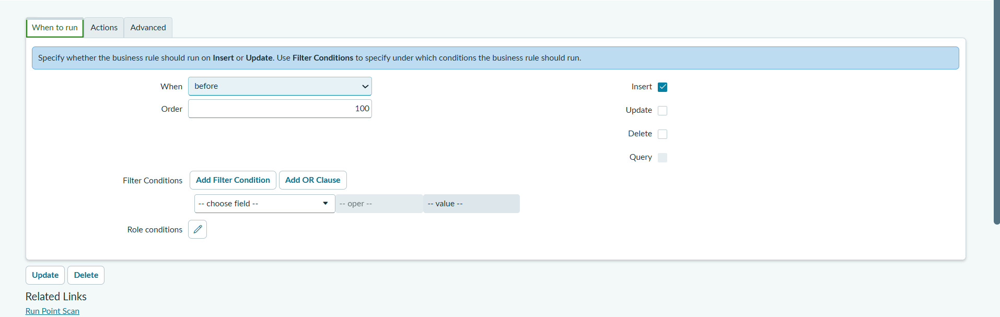 When to run Actions Advanced
Specify whether the business rule should run on Insert or Update. Use Filter Conditions to specify under which conditions the business rule should run.
When before Insert
Order 100 Update
Delete
Query
Filter Conditions Add Filter Condition Add OR Clause
-- choose field -- -- oper -- -- value --
Role conditions
Update Delete
Related Links
Run Point Scan